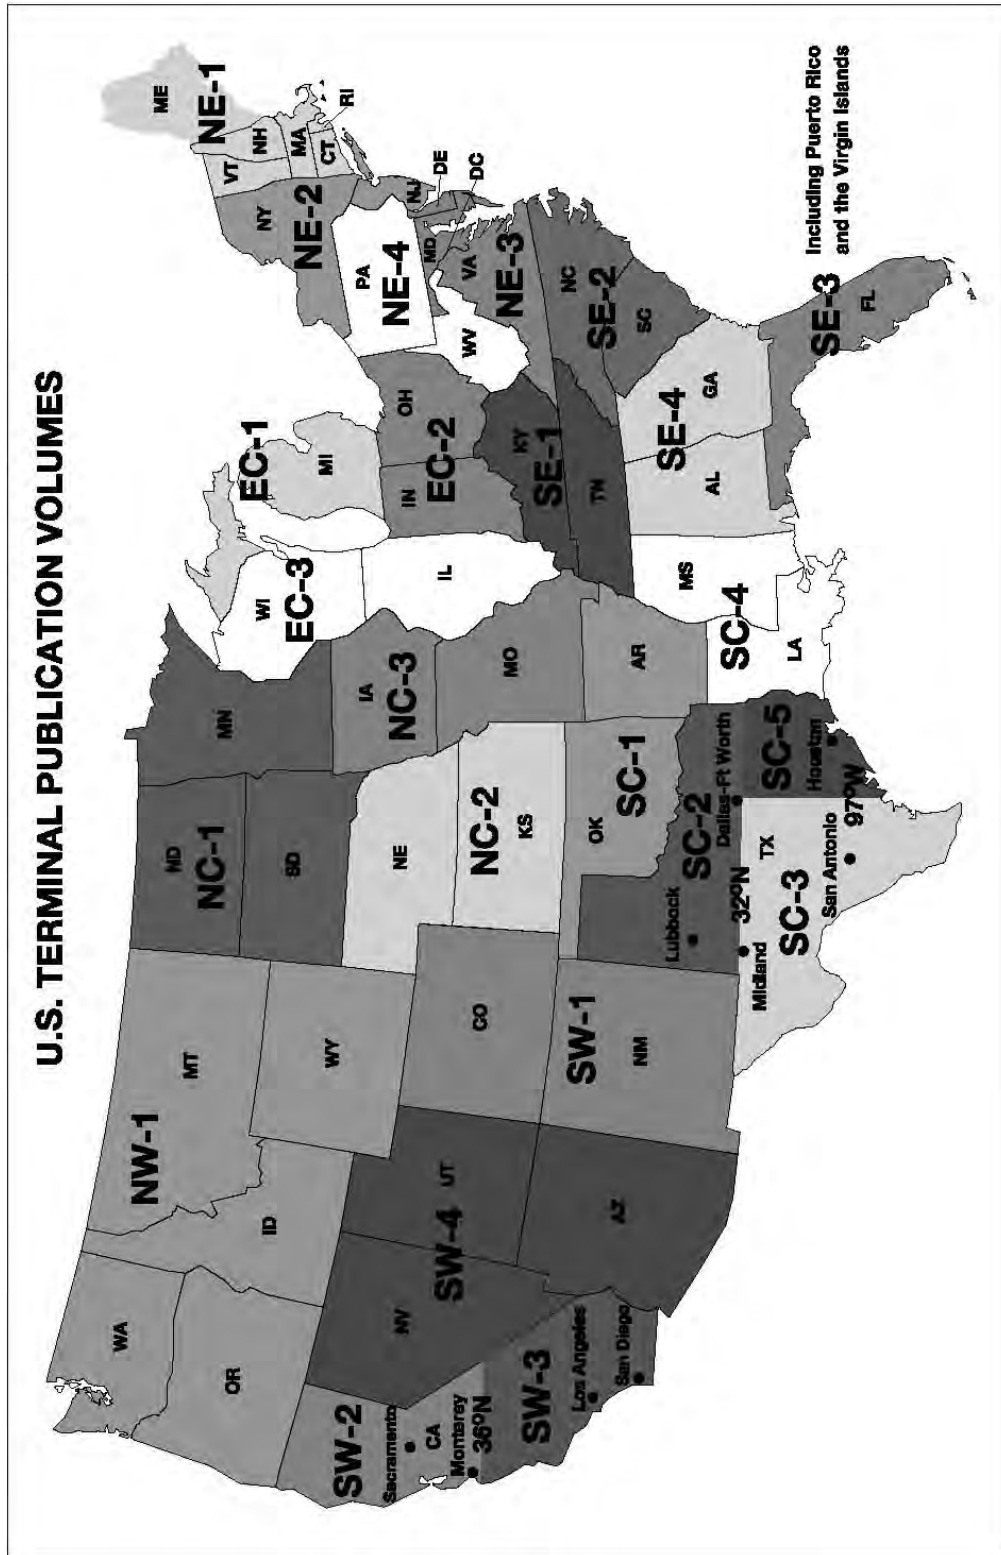 U.S. TERMINAL PUBLICATION VOLUMES
WA
OR
NW-1
MT
ID
WY
ND
NC-1
SD
MN
WI
EC-3
EC-1
MI
IL
IA
NC-3
MO
NE
NC-2
KS
NV
SW-4
UT
CO
AZ
SW-1
NM
SW-2
Sacramento
CA
Monterey
36°N
SW-3
Los Angeles
San Diego
OK
SC-1
AR
Lubbock
SC-2
Dallas-Ft Worth
32°N
Midland
TX
SC-3
San Antonio
97°W
SC-5
Houston
SC-4
MS
LA
IN
OH
EC-2
KY
SE-1
TN
AL
SE-4
GA
SE-3
FL
Including Puerto Rico
and the Virgin Islands
NC
SE-2
SC
WV
VA
NE-3
MD
DC
DE
NJ
PA
NE-4
NY
NE-2
VT
NH
MA
CT
RI
ME
NE-1